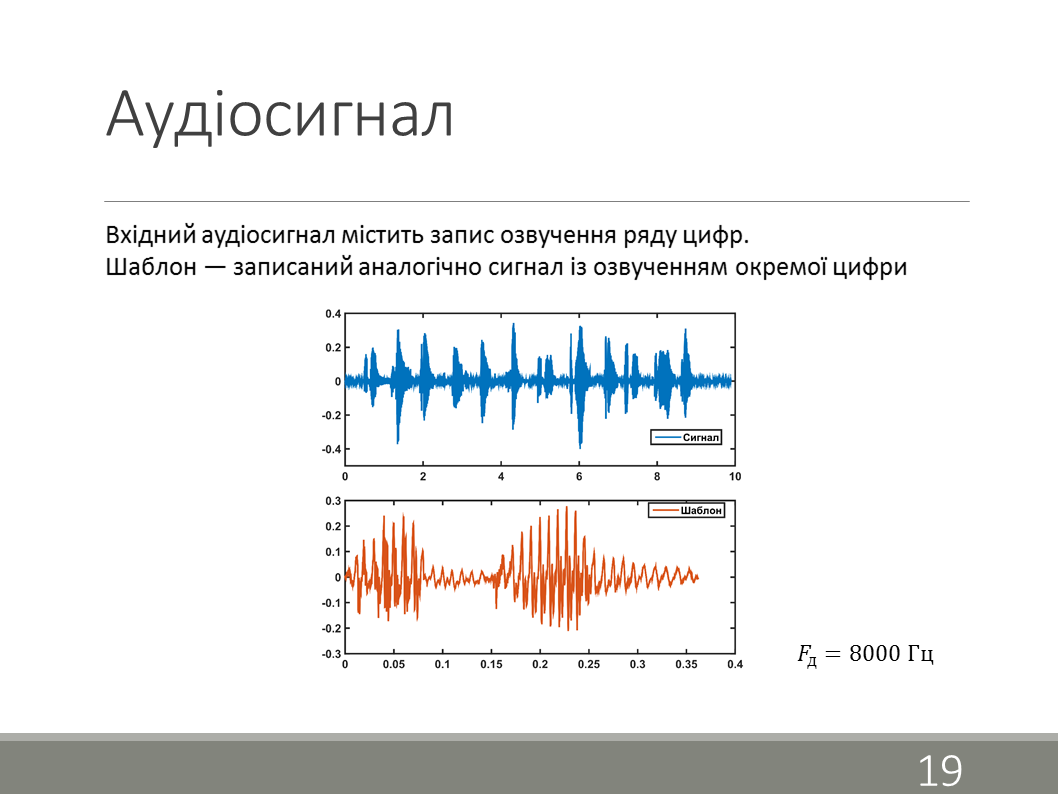 Аудіосигнал
Вхідний аудіосигнал містить запис озвучення ряду цифр.
Шаблон — записаний аналогічно сигнал із озвученням окремої цифри
0.4
0.2
0
-0.2
-0.4
Сигнал
0 2 4 6 8 10
0.3
0.2
0.1
0
-0.1
-0.2
-0.3
Шаблон
0 0.05 0.1 0.15 0.2 0.25 0.3 0.35 0.4
Fд = 8000 Гц
19